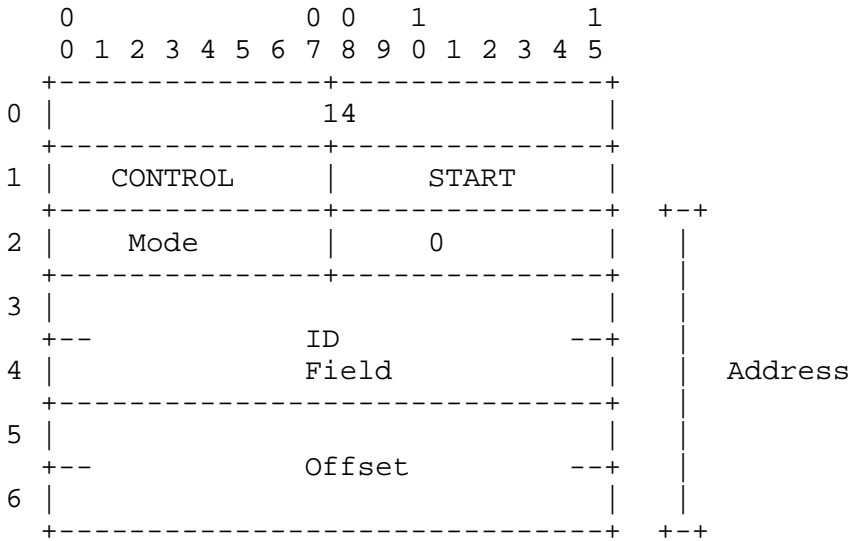 0 0 0 1 1
0 1 2 3 4 5 6 7 8 9 0 1 2 3 4 5
+---------------+---------------+
0 | 14 |
+---------------+---------------+
1 | CONTROL | START |
+---------------+---------------+ +-+
2 | Mode | 0 | |
+---------------+---------------+ |
3 | | |
+-- ID --+ |
4 | Field | | Address
+-------------------------------+ |
5 | | |
+-- Offset --+ |
6 | | |
+-------------------------------+ +-+